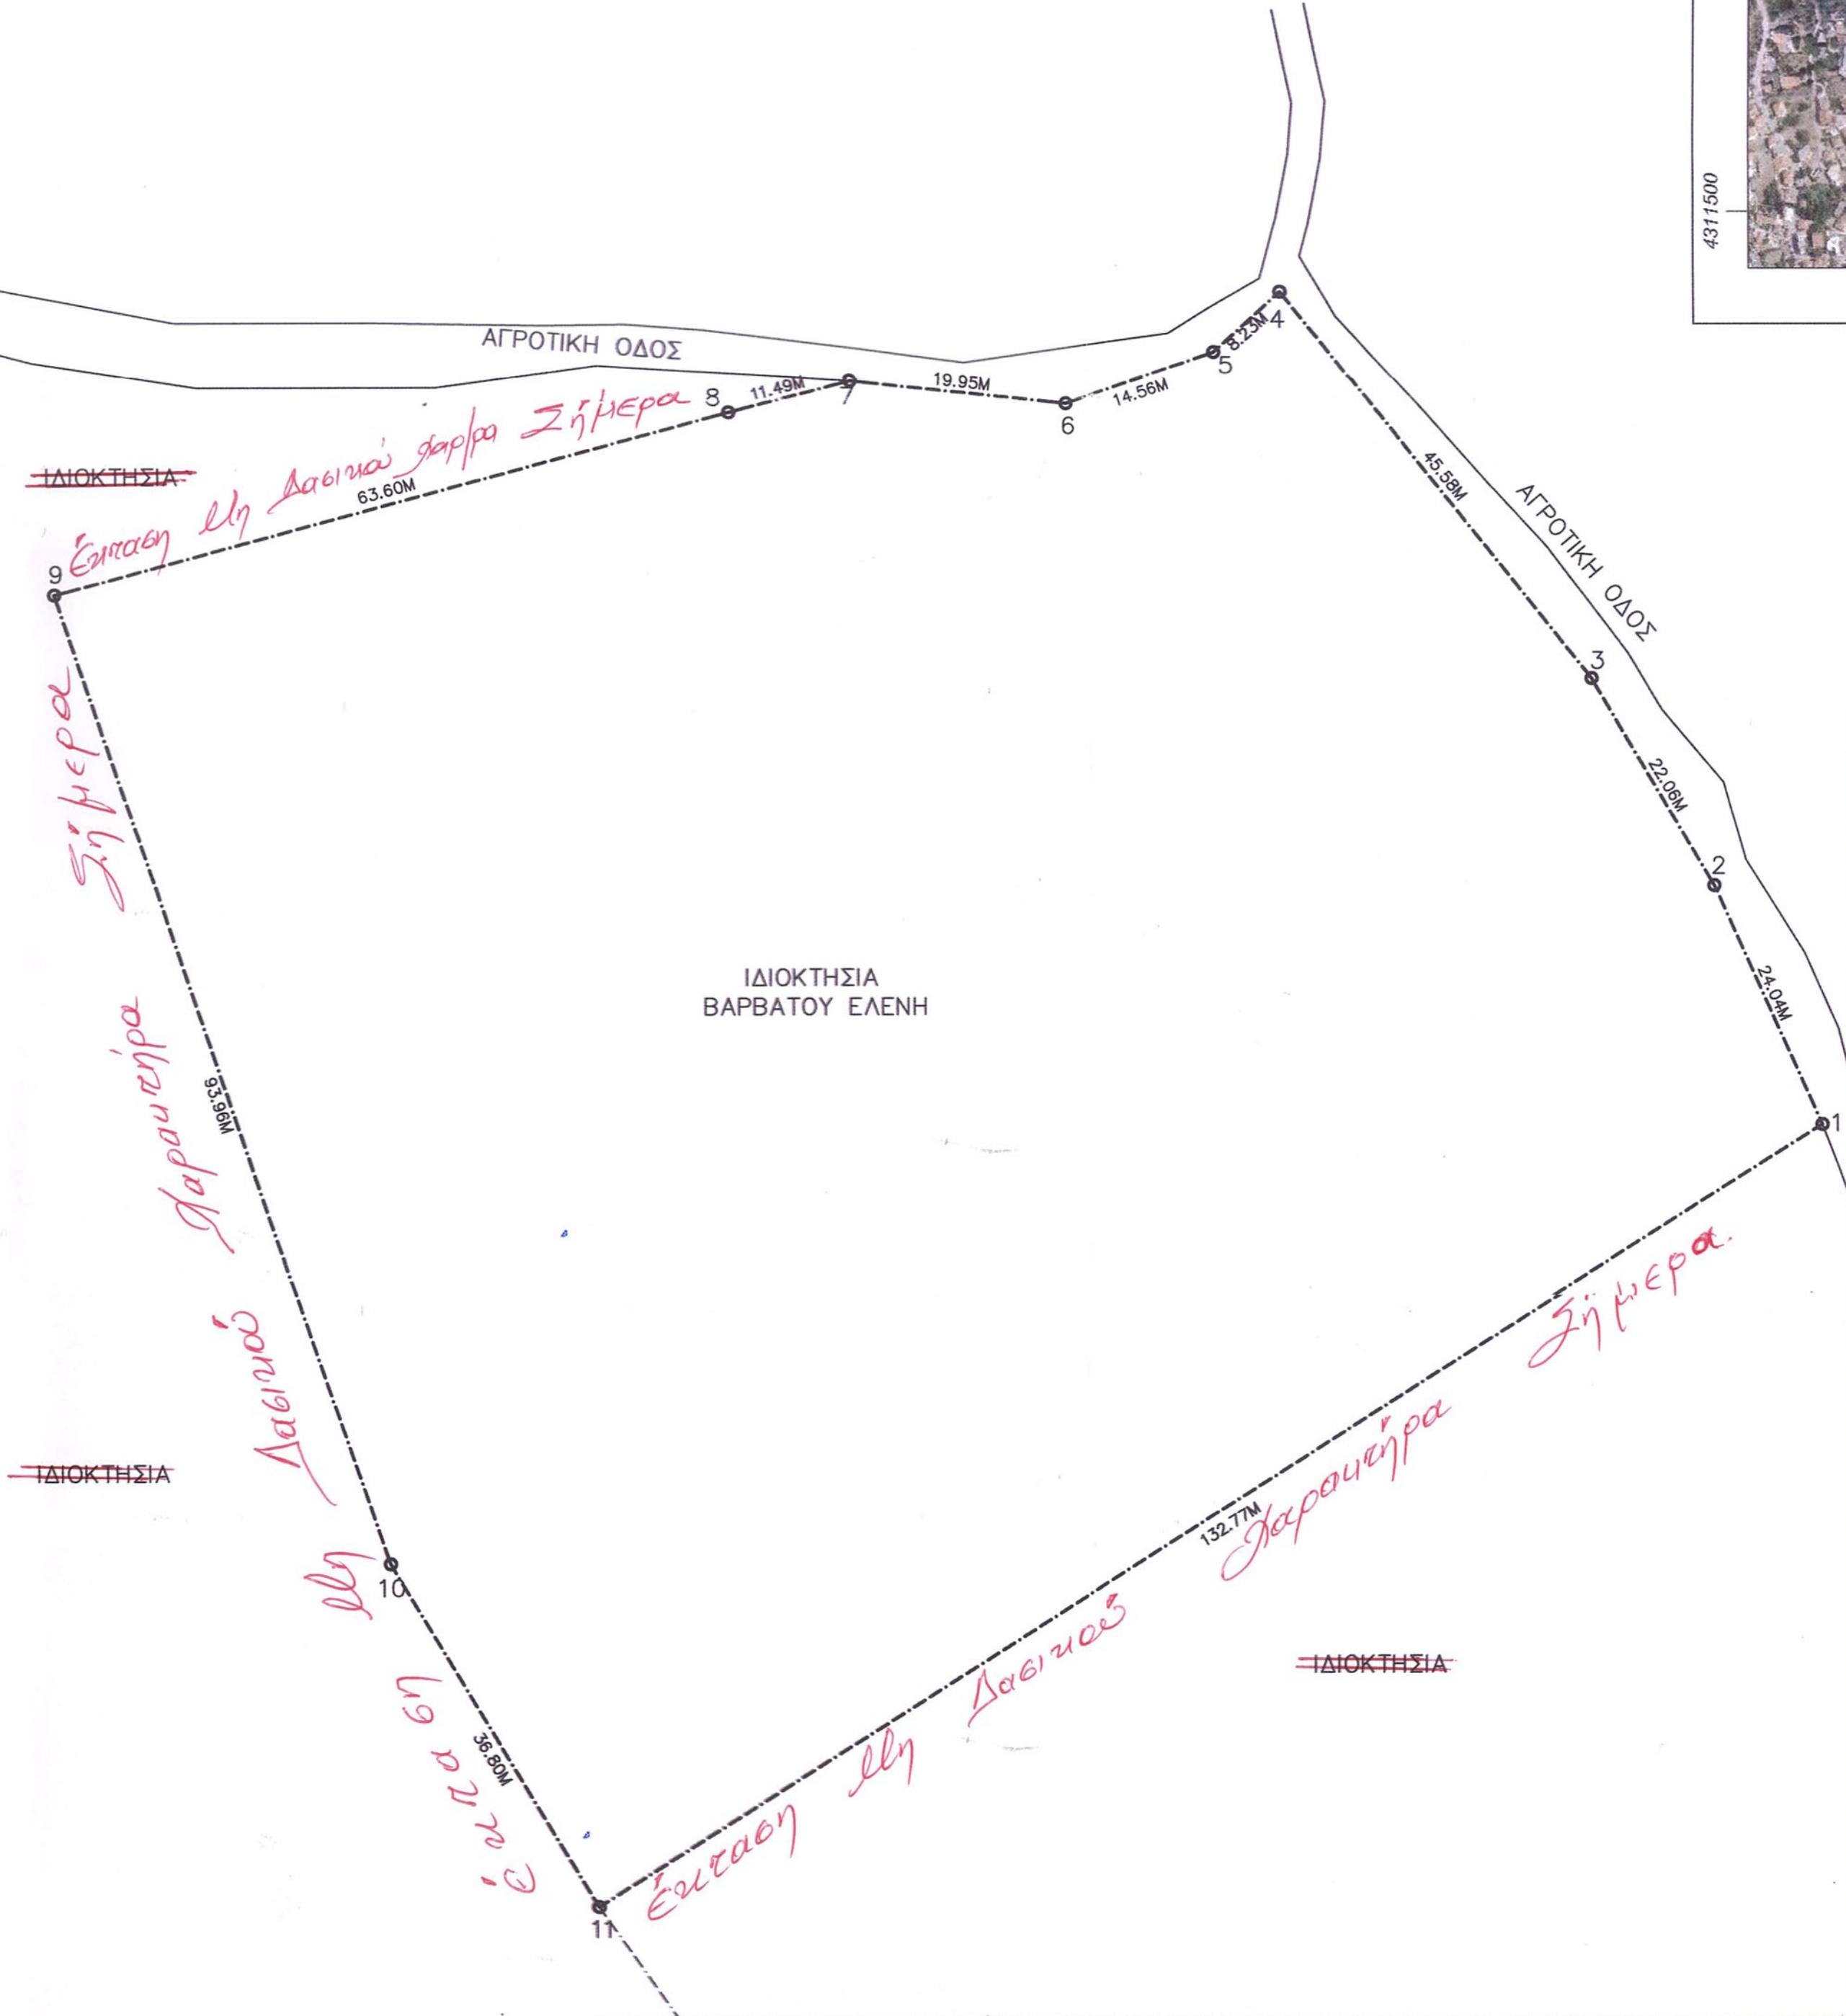 4311500
ΑΓΡΟΤΙΚΗ ΟΔΟΣ
4
8.23M
5
19.95M
11.49M
7
8
14.56M
6
Έκταση Μη Δασικού Χαρ/ρα Σήμερα
ΙΔΙΟΚΤΗΣΙΑ
63.60M
45.58M
ΑΓΡΟΤΙΚΗ ΟΔΟΣ
9
3
22.06M
2
24.04M
ΙΔΙΟΚΤΗΣΙΑ
ΒΑΡΒΑΤΟΥ ΕΛΕΝΗ
93.96M
1
Έκταση Μη Δασικού Χαρακτήρα Σήμερα
ΙΔΙΟΚΤΗΣΙΑ
10
132.77M
ΙΔΙΟΚΤΗΣΙΑ
36.80M
Έκταση Μη Δασικού Χαρακτήρα Σήμερα.
11